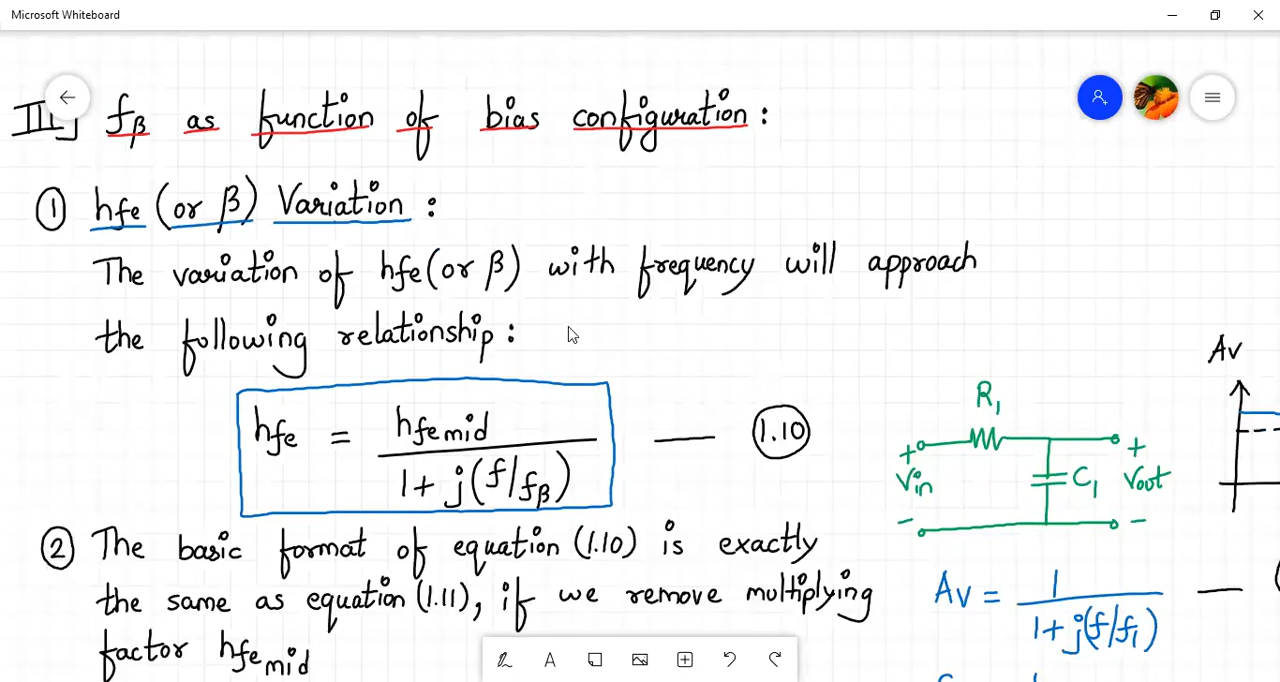 Microsoft Whiteboard
III] fβ as function of bias configuration:
① hfe (or β) Variation:
The variation of hfe (or β) with frequency will approach
the following relationship:
hfe = hfe mid / 1 + j(f/fβ) — (1.10)
② The basic format of equation (1.10) is exactly
the same as equation (1.11), if we remove multiplying
factor hfe mid
Av
R₁
+ Vin -
C₁
+ Vout -
Av = 1 / 1 + j(f/f₁) —